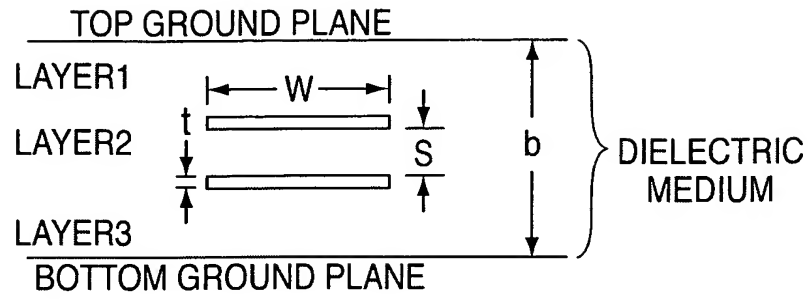 TOP GROUND PLANE
LAYER1
W
t
LAYER2
S
b
DIELECTRIC
MEDIUM
LAYER3
BOTTOM GROUND PLANE